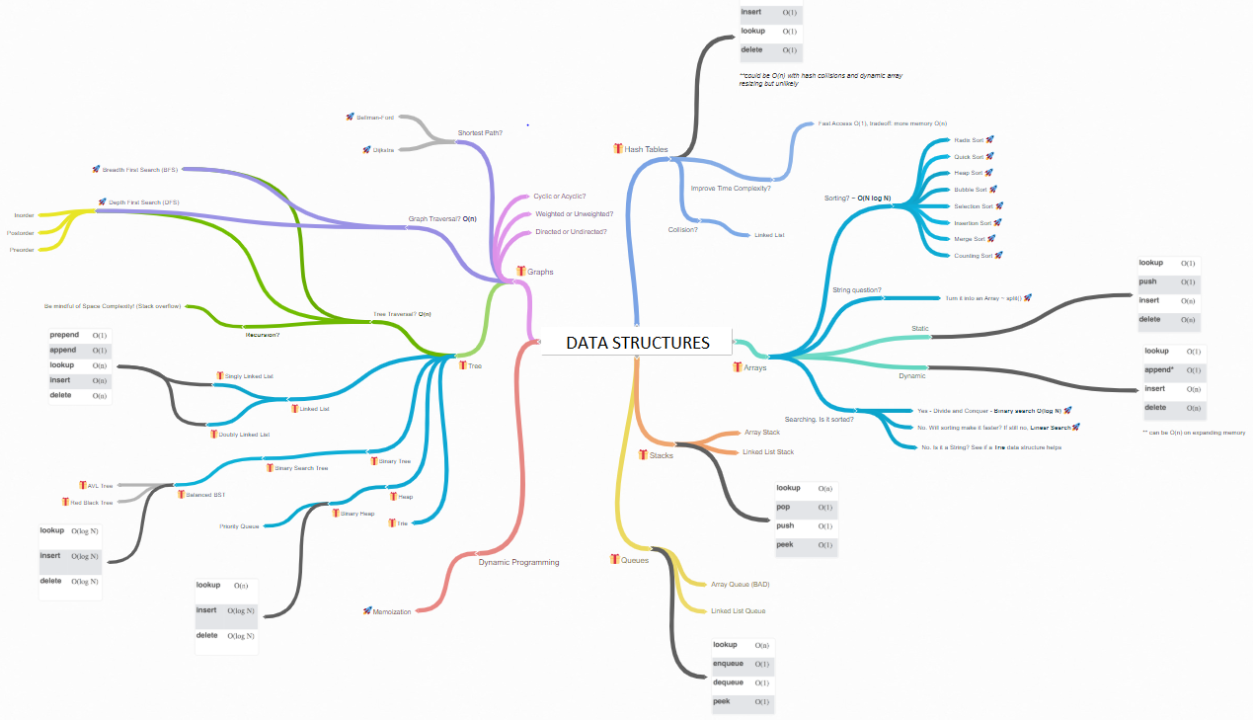 insert O(1)
lookup O(1)
delete O(1)
**could be O(n) with hash collisions and dynamic array
resizing but unlikely
Bellman-Ford
Shortest Path?
Dijkstra
Hash Tables
Fast Access O(1), tradeoff: more memory O(n)
Improve Time Complexity?
Collision?
Linked List
Radix Sort
Quick Sort
Heap Sort
Bubble Sort
Sorting? ~ O(N log N)
Selection Sort
Insertion Sort
Merge Sort
Counting Sort
Breadth First Search (BFS)
Depth First Search (DFS)
Inorder
Postorder
Preorder
Graph Traversal? O(n)
Cyclic or Acyclic?
Weighted or Unweighted?
Directed or Undirected?
Graphs
Be mindful of Space Complexity! (Stack overflow)
Tree Traversal? O(n)
Recursion?
DATA STRUCTURES
Arrays
String question?
Turn it into an Array ~ split()
Static
Dynamic
lookup O(1)
push O(1)
insert O(n)
delete O(n)
lookup O(1)
append* O(1)
insert O(n)
delete O(n)
** can be O(n) on expanding memory
Searching. Is it sorted?
Yes - Divide and Conquer - Binary search O(log N)
No. Will sorting make it faster? If still no, Linear Search
No. Is it a String? See if a trie data structure helps
Tree
prepend O(1)
append O(1)
lookup O(n)
insert O(n)
delete O(n)
Singly Linked List
Linked List
Doubly Linked List
Binary Tree
Binary Search Tree
Balanced BST
AVL Tree
Red Black Tree
lookup O(log N)
insert O(log N)
delete O(log N)
Heap
Binary Heap
Priority Queue
Trie
lookup O(n)
insert O(log N)
delete O(log N)
Dynamic Programming
Memoization
Stacks
Array Stack
Linked List Stack
lookup O(n)
pop O(1)
push O(1)
peek O(1)
Queues
Array Queue (BAD)
Linked List Queue
lookup O(n)
enqueue O(1)
dequeue O(1)
peek O(1)